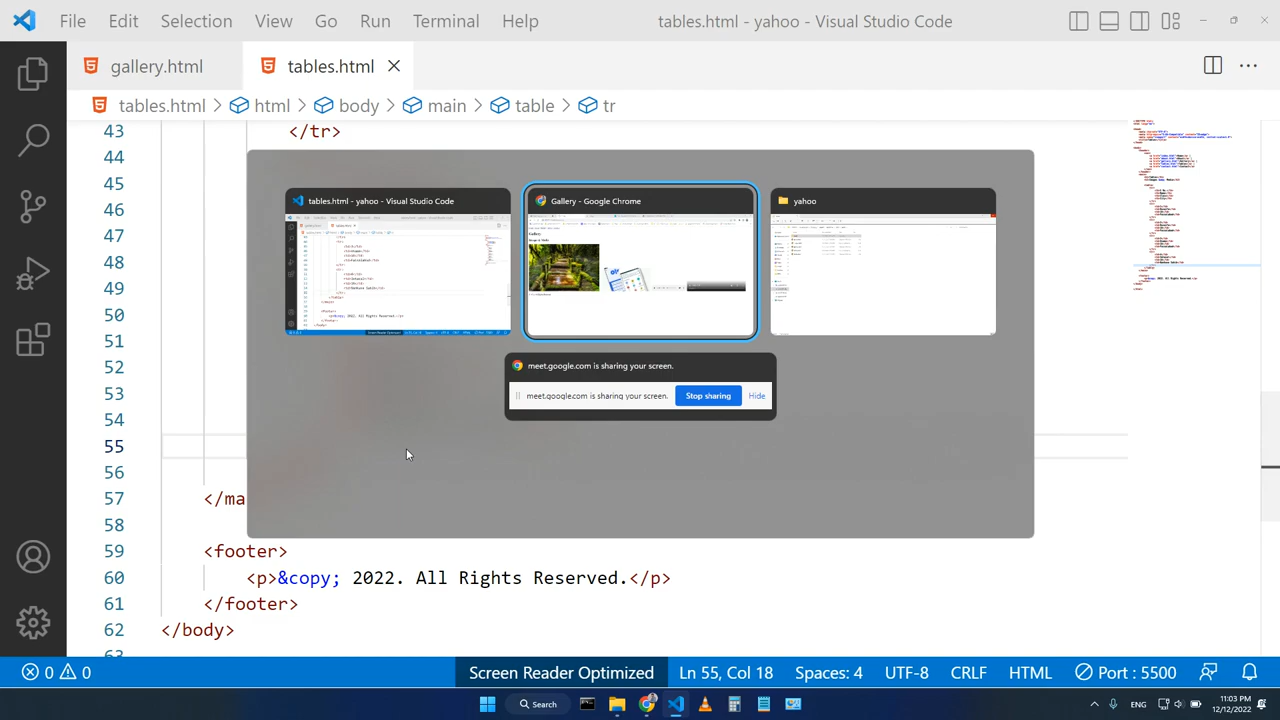 File Edit Selection View Go Run Terminal Help tables.html - yahoo - Visual Studio Code
gallery.html tables.html
tables.html > html > body > main > table > tr
43 </tr>
44
45
46
47
48
49
50
51
52
53
54
55
56
57 </ma
58
59 <footer>
60 <p>&copy; 2022. All Rights Reserved.</p>
61 </footer>
62 </body>
63
tables.html - yahoo - Visual Studio Code
Gallery - Google Chrome
yahoo
meet.google.com is sharing your screen.
meet.google.com is sharing your screen. Stop sharing Hide
0 0 Screen Reader Optimized Ln 55, Col 18 Spaces: 4 UTF-8 CRLF HTML Port : 5500
Search ENG 11:03 PM
12/12/2022